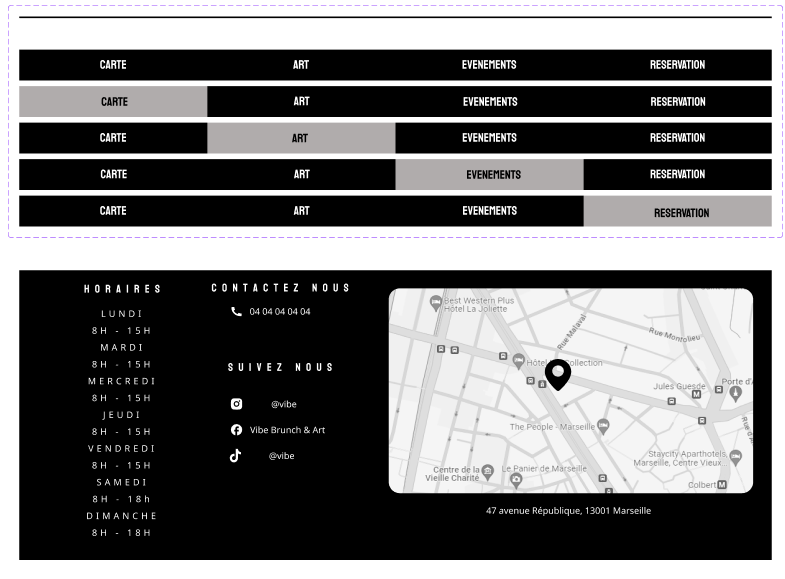 CARTE ART EVENEMENTS RESERVATION
CARTE ART EVENEMENTS RESERVATION
CARTE ART EVENEMENTS RESERVATION
CARTE ART EVENEMENTS RESERVATION
CARTE ART EVENEMENTS RESERVATION
HORAIRES
LUNDI
8H - 15H
MARDI
8H - 15H
MERCREDI
8H - 15H
JEUDI
8H - 15H
VENDREDI
8H - 15H
SAMEDI
8H - 18h
DIMANCHE
8H - 18H
CONTACTEZ NOUS
04 04 04 04 04
SUIVEZ NOUS
@vibe
Vibe Brunch & Art
@vibe
Best Western Plus
Hôtel La Joliette
Rue Malaval
Rue Montolieu
Hôtel
Collection
Jules Guesde
M
Porte d'
The People - Marseille
Staycity Aparthotels,
Marseille, Centre Vieux...
Centre de la
Vieille Charité
Le Panier de Marseille
Colbert M
47 avenue République, 13001 Marseille